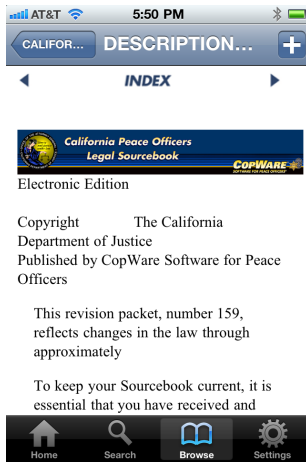 AT&T 5:50 PM
CALIFOR... DESCRIPTION... +
INDEX
California Peace Officers
Legal Sourcebook
COPWARE
SOFTWARE FOR PEACE OFFICERS
Electronic Edition
Copyright The California
Department of Justice
Published by CopWare Software for Peace
Officers
This revision packet, number 159,
reflects changes in the law through
approximately
To keep your Sourcebook current, it is
essential that you have received and
Home Search Browse Settings